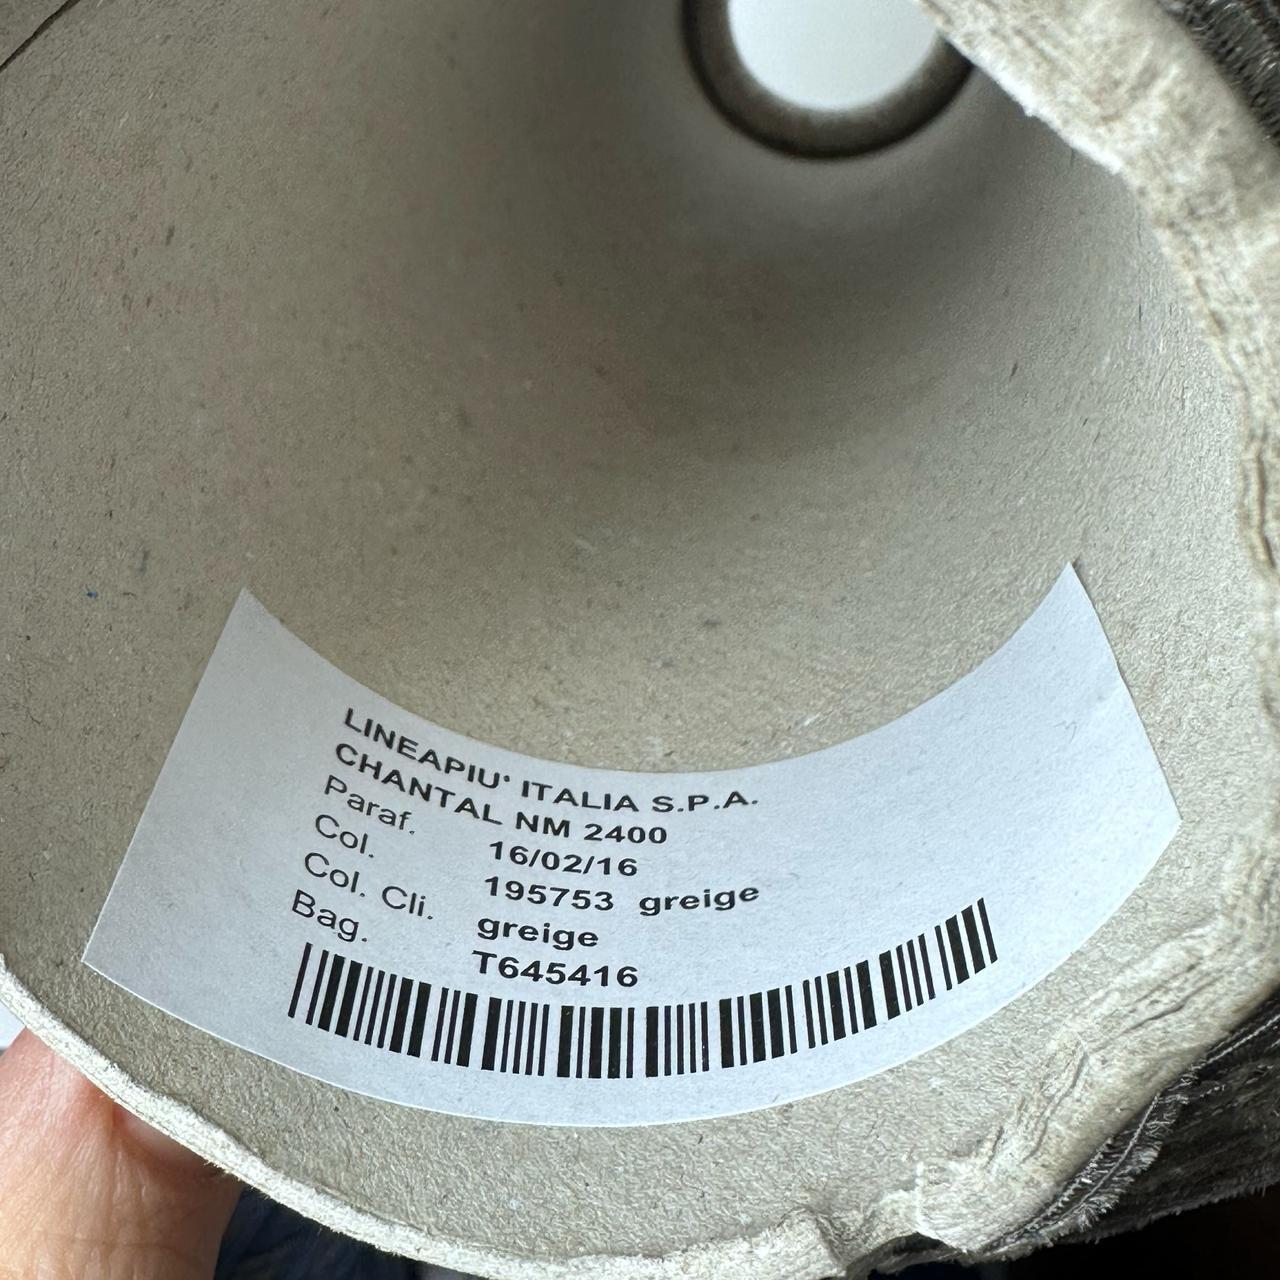 LINEAPIU' ITALIA S.P.A.
CHANTAL NM 2400
Paraf. 16/02/16
Col. 195753 greige
Col. Cli. greige
Bag. T645416